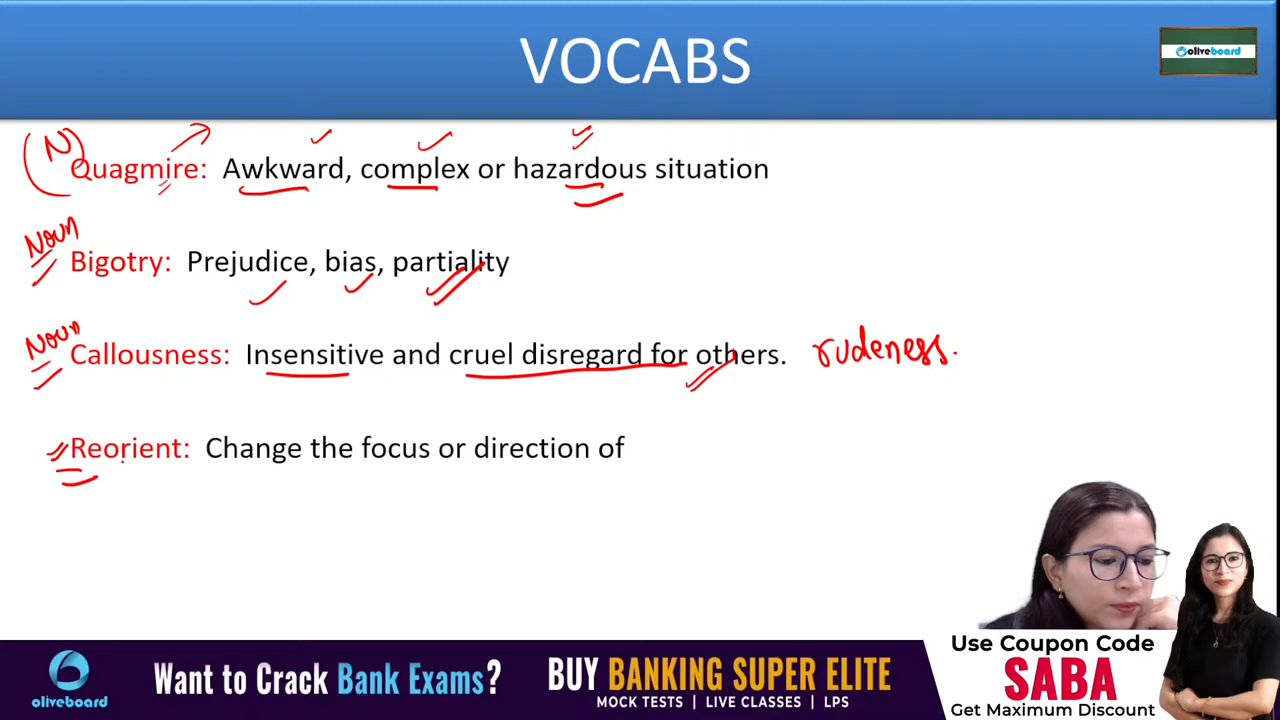 VOCABS
oliveboard
(N)
Quagmire: Awkward, complex or hazardous situation
Noun
Bigotry: Prejudice, bias, partiality
Noun
Callousness: Insensitive and cruel disregard for others. rudeness.
Reorient: Change the focus or direction of
oliveboard
Want to Crack Bank Exams?
BUY BANKING SUPER ELITE
MOCK TESTS | LIVE CLASSES | LPS
Use Coupon Code
SABA
Get Maximum Discount